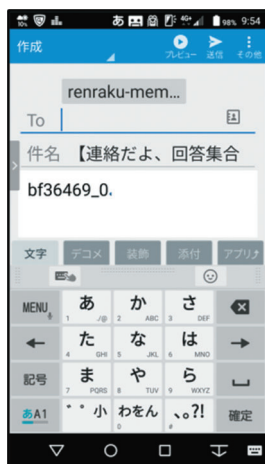 あ 4G+ 98% 9:54
作成 プレビュー 送信 その他
renraku-mem...
To
件名 【連絡だよ、回答集合
bf36469_0.
文字 デコメ 装飾 添付 アプリ
MENU あ か さ
1 ./@ 2 ABC 3 DEF
た な は
4 GHI 5 JKL 6 MNO
記号 ま や ら
7 PQRS 8 TUV 9 WXYZ
あA1 ゛゜小 わをん 、。?! 確定
0 #